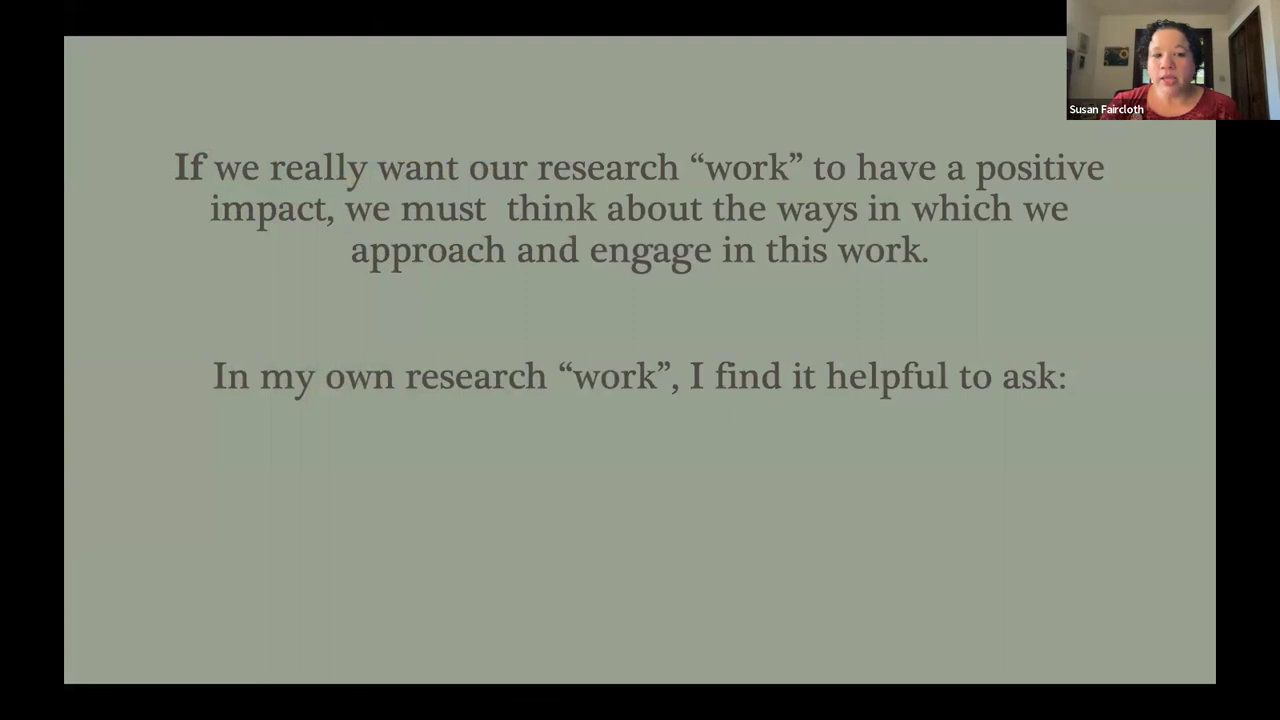 Susan Faircloth
If we really want our research “work” to have a positive
impact, we must  think about the ways in which we
approach and engage in this work.
In my own research “work”, I find it helpful to ask: